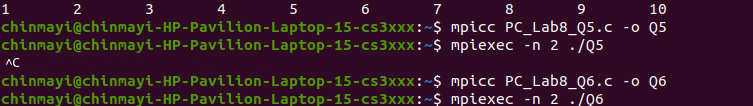 1 2 3 4 5 6 7 8 9 10
chinmayi@chinmayi-HP-Pavilion-Laptop-15-cs3xxx:~$ mpicc PC_Lab8_Q5.c -o Q5
chinmayi@chinmayi-HP-Pavilion-Laptop-15-cs3xxx:~$ mpiexec -n 2 ./Q5
^C
chinmayi@chinmayi-HP-Pavilion-Laptop-15-cs3xxx:~$ mpicc PC_Lab8_Q6.c -o Q6
chinmayi@chinmayi-HP-Pavilion-Laptop-15-cs3xxx:~$ mpiexec -n 2 ./Q6